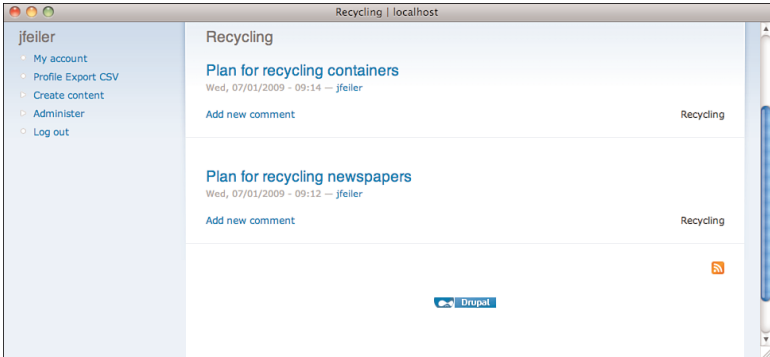 Recycling | localhost
jfeiler
My account
Profile Export CSV
Create content
Administer
Log out
Recycling
Plan for recycling containers
Wed, 07/01/2009 - 09:14 — jfeiler
Add new comment
Recycling
Plan for recycling newspapers
Wed, 07/01/2009 - 09:12 — jfeiler
Add new comment
Recycling
Drupal